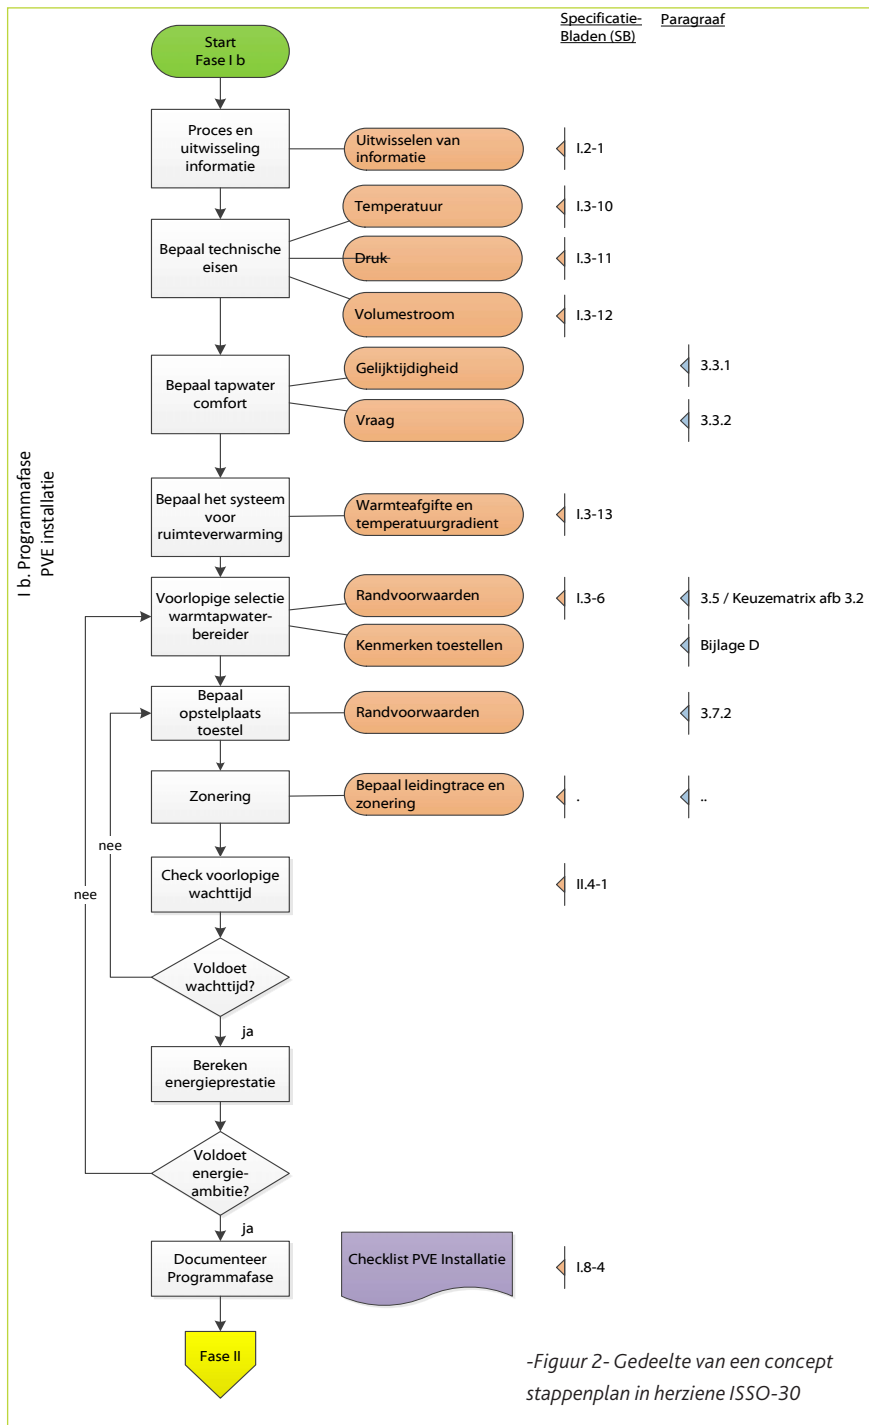 Specificatie-
Bladen (SB)
Paragraaf
Start
Fase I b
Proces en
uitwisseling
informatie
Uitwisselen van
informatie
I.2-1
Temperatuur
I.3-10
Bepaal technische
eisen
Druk
I.3-11
Volumestroom
I.3-12
Bepaal tapwater
comfort
Gelijktijdigheid
3.3.1
Vraag
3.3.2
I b. Programmafase
PVE installatie
Bepaal het systeem
voor
ruimteverwarming
Warmteafgifte en
temperatuurgradient
I.3-13
Voorlopige selectie
warmtapwater-
bereider
Randvoorwaarden
I.3-6
3.5 / Keuzematrix afb 3.2
Kenmerken toestellen
Bijlage D
Bepaal
opstelplaats
toestel
Randvoorwaarden
3.7.2
Zonering
Bepaal leidingtrace en
zonering
.
..
nee
nee
Check voorlopige
wachttijd
II.4-1
Voldoet
wachttijd?
ja
Bereken
energieprestatie
Voldoet
energie-
ambitie?
ja
Documenteer
Programmafase
Checklist PVE Installatie
I.8-4
Fase II
-Figuur 2- Gedeelte van een concept
stappenplan in herziene ISSO-30